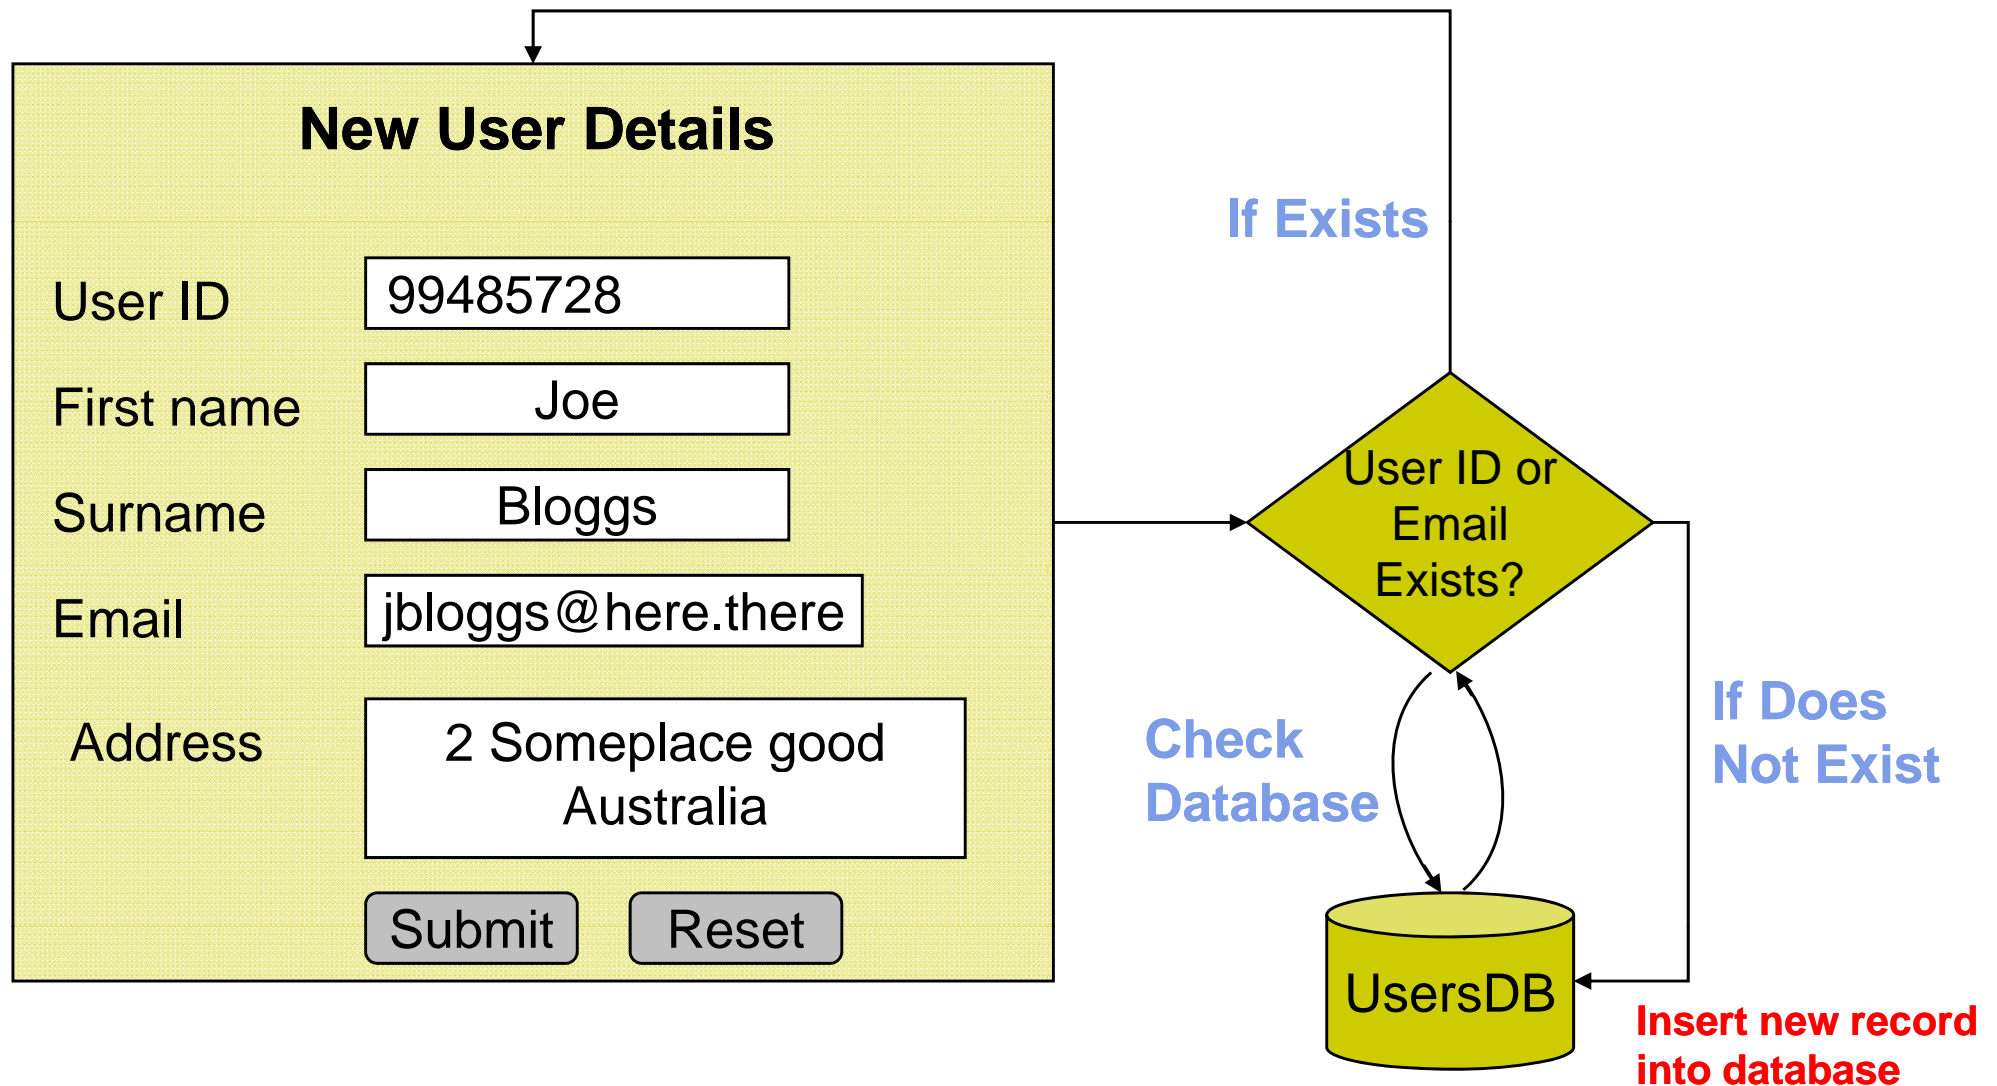 New User Details
User ID
99485728
First name
Joe
Surname
Bloggs
Email
jbloggs@here.there
Address
2 Someplace good
Australia
Submit
Reset
If Exists
User ID or
Email
Exists?
Check
Database
If Does
Not Exist
UsersDB
Insert new record
into database